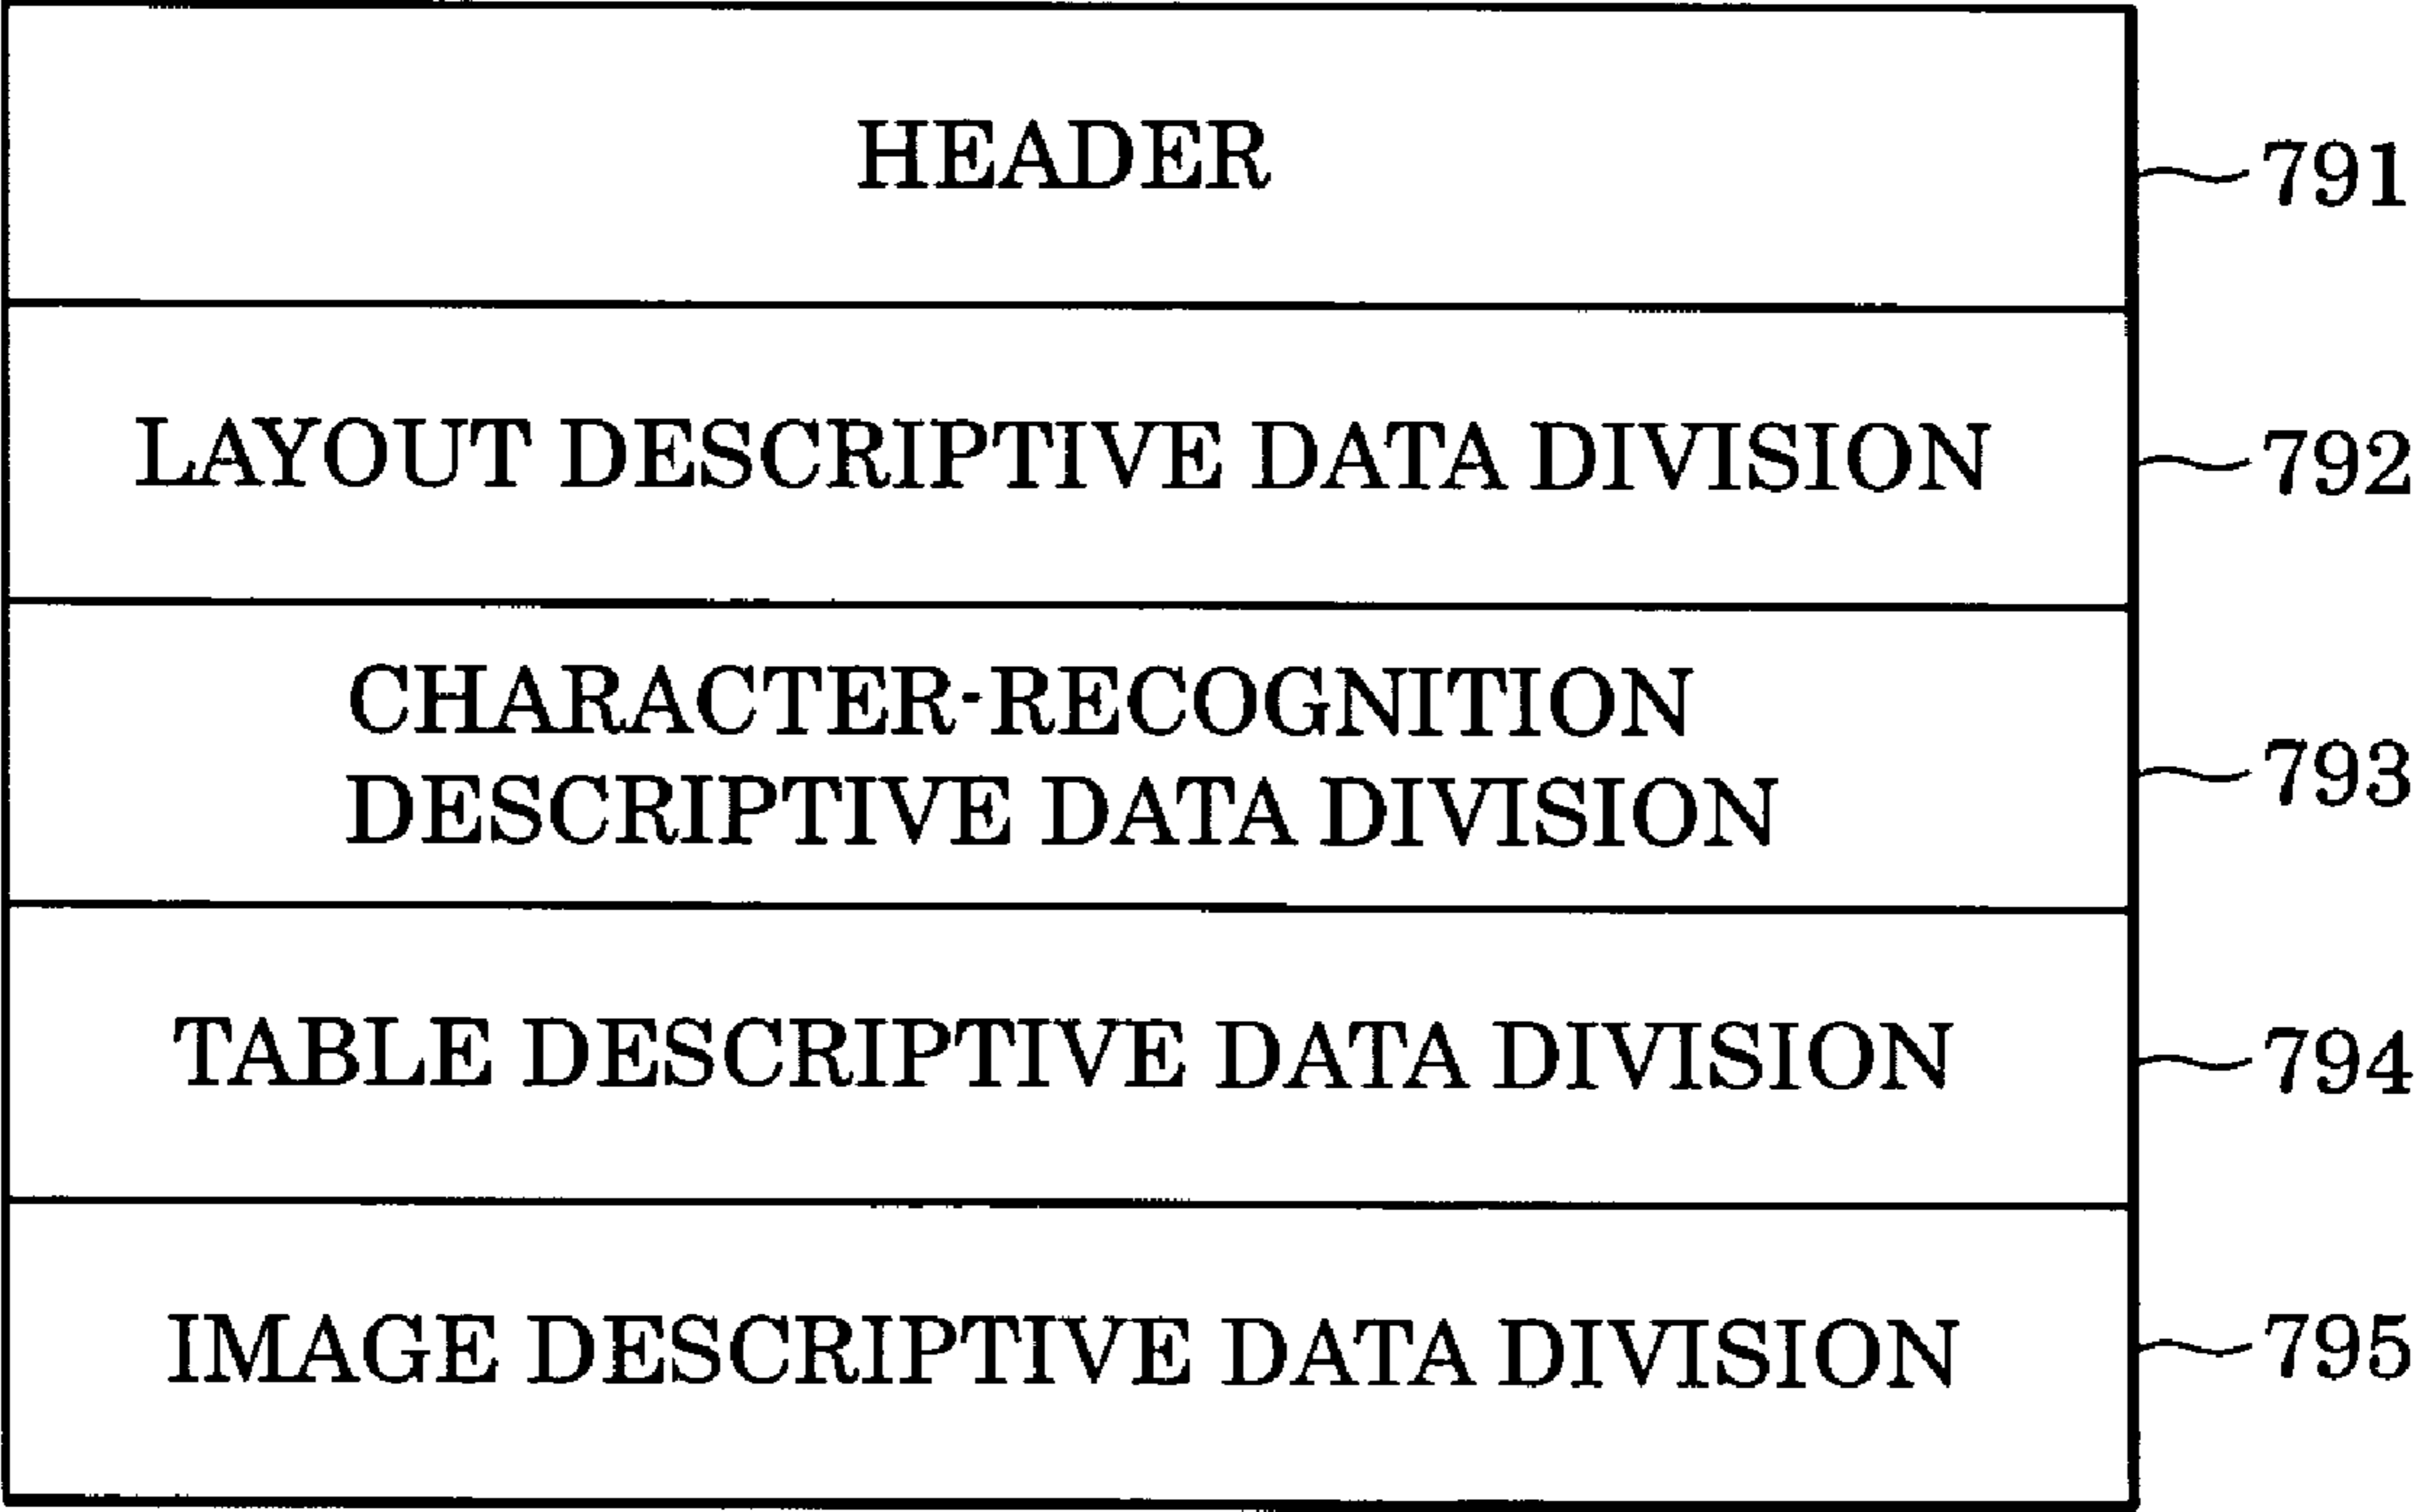 HEADER 791
LAYOUT DESCRIPTIVE DATA DIVISION 792
CHARACTER-RECOGNITION
DESCRIPTIVE DATA DIVISION 793
TABLE DESCRIPTIVE DATA DIVISION 794
IMAGE DESCRIPTIVE DATA DIVISION 795